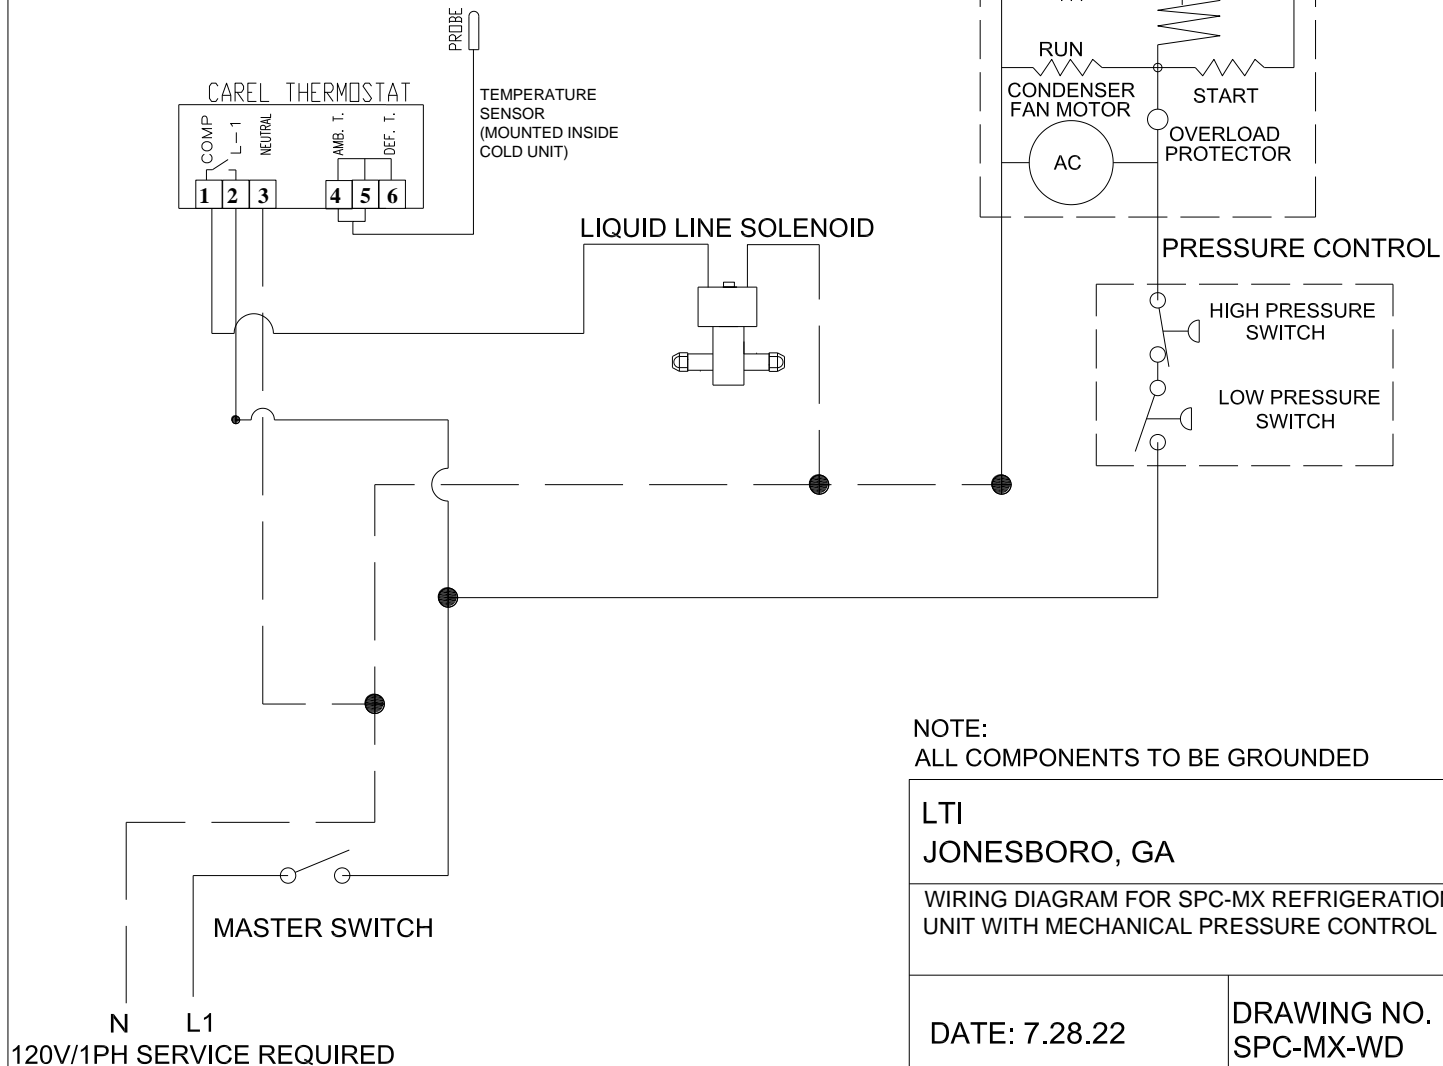 PROBE
CAREL THERMOSTAT
COMP
L-1
NEUTRAL
AMB. T.
DEF. T.
1 2 3 4 5 6
TEMPERATURE
SENSOR
(MOUNTED INSIDE
COLD UNIT)
RUN
START
CONDENSER
FAN MOTOR
AC
OVERLOAD
PROTECTOR
LIQUID LINE SOLENOID
PRESSURE CONTROL
HIGH PRESSURE
SWITCH
LOW PRESSURE
SWITCH
MASTER SWITCH
N L1
120V/1PH SERVICE REQUIRED
NOTE:
ALL COMPONENTS TO BE GROUNDED
LTI
JONESBORO, GA
WIRING DIAGRAM FOR SPC-MX REFRIGERATION
UNIT WITH MECHANICAL PRESSURE CONTROL
DATE: 7.28.22
DRAWING NO.
SPC-MX-WD